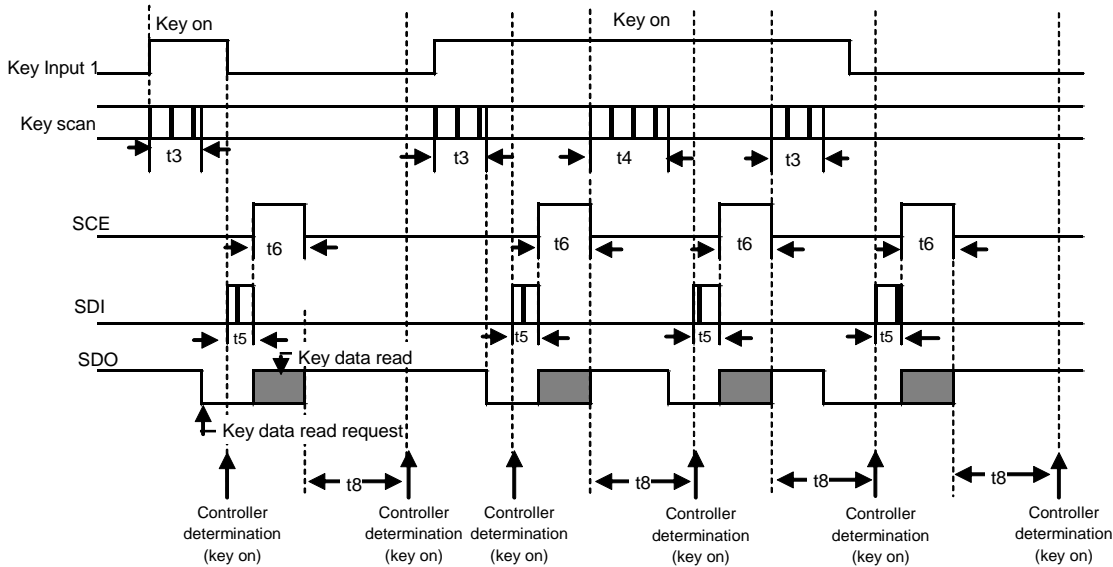 Key on
Key on
Key Input 1
Key scan
t3
t3
t4
t3
SCE
t6
t6
t6
t6
SDI
t5
t5
t5
t5
SDO
Key data read
Key data read request
t8
t8
t8
t8
Controller
determination
(key on)
Controller
determination
(key on)
Controller
determination
(key on)
Controller
determination
(key on)
Controller
determination
(key on)
Controller
determination
(key on)